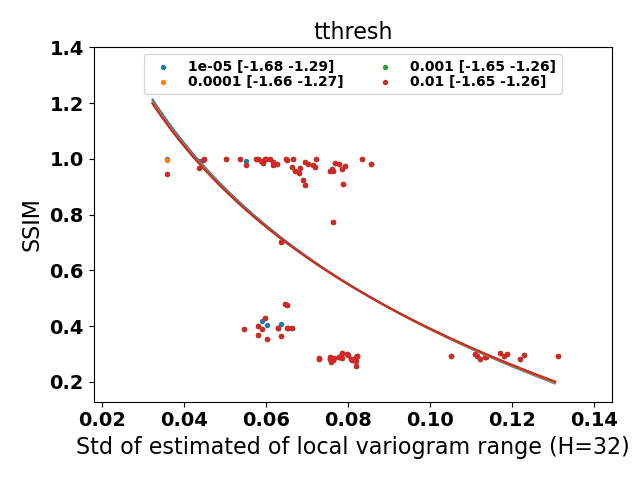 tthresh
1e-05 [-1.68 -1.29]
0.0001 [-1.66 -1.27]
0.001 [-1.65 -1.26]
0.01 [-1.65 -1.26]
1.4
1.2
1.0
0.8
0.6
0.4
0.2
SSIM
0.02 0.04 0.06 0.08 0.10 0.12 0.14
Std of estimated of local variogram range (H=32)